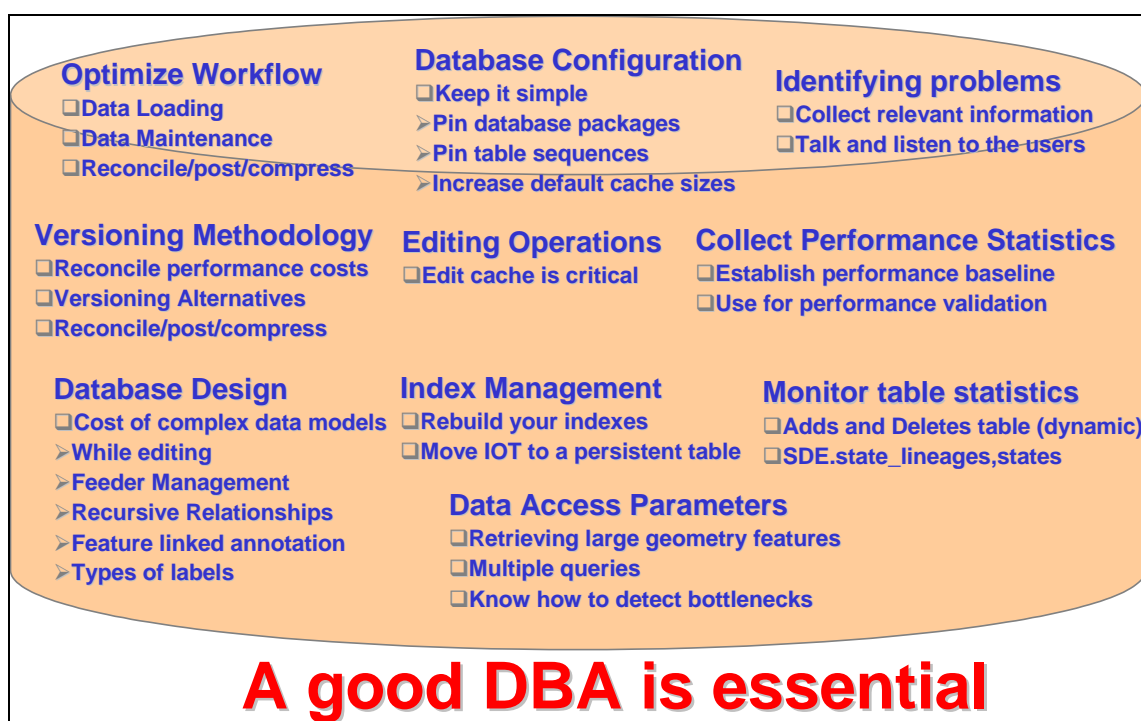 Optimize Workflow
❑Data Loading
❑Data Maintenance
❑Reconcile/post/compress
Database Configuration
❑Keep it simple
➢Pin database packages
➢Pin table sequences
➢Increase default cache sizes
Identifying problems
❑Collect relevant information
❑Talk and listen to the users
Versioning Methodology
❑Reconcile performance costs
❑Versioning Alternatives
❑Reconcile/post/compress
Editing Operations
❑Edit cache is critical
Collect Performance Statistics
❑Establish performance baseline
❑Use for performance validation
Database Design
❑Cost of complex data models
➢While editing
➢Feeder Management
➢Recursive Relationships
➢Feature linked annotation
➢Types of labels
Index Management
❑Rebuild your indexes
❑Move IOT to a persistent table
Monitor table statistics
❑Adds and Deletes table (dynamic)
❑SDE.state_lineages,states
Data Access Parameters
❑Retrieving large geometry features
❑Multiple queries
❑Know how to detect bottlenecks
A good DBA is essential